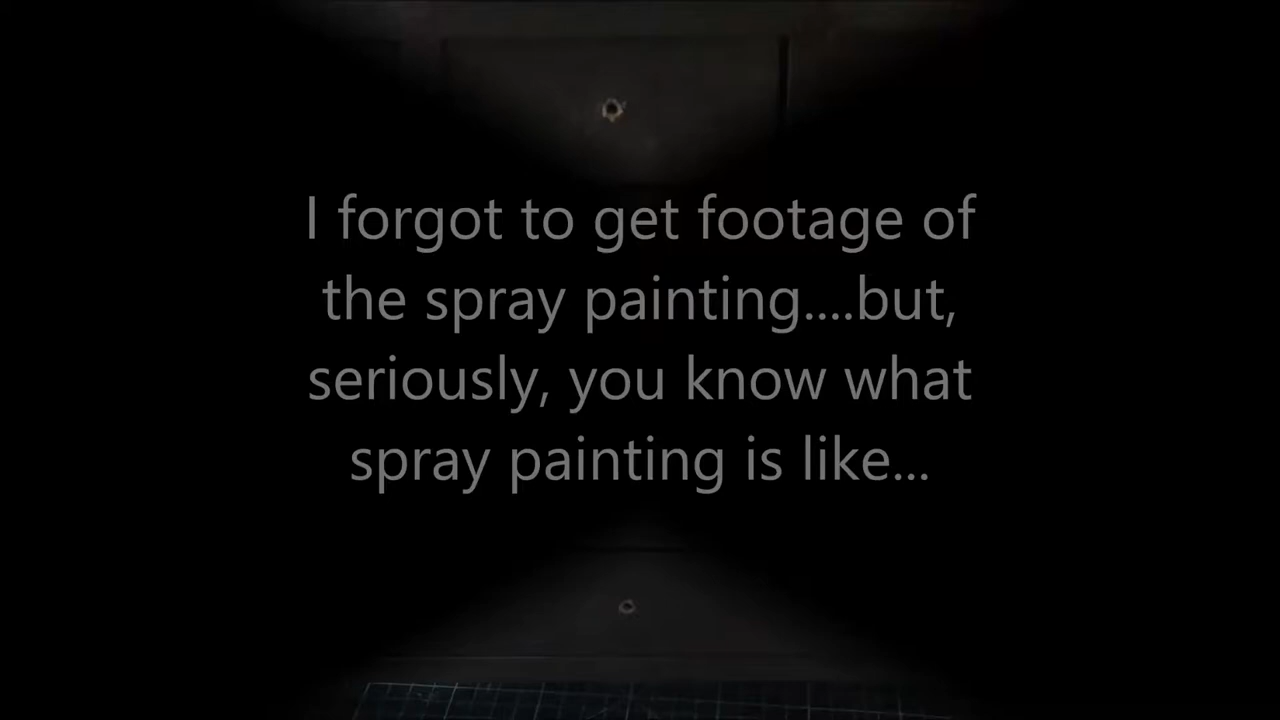 I forgot to get footage of
the spray painting....but,
seriously, you know what
spray painting is like...